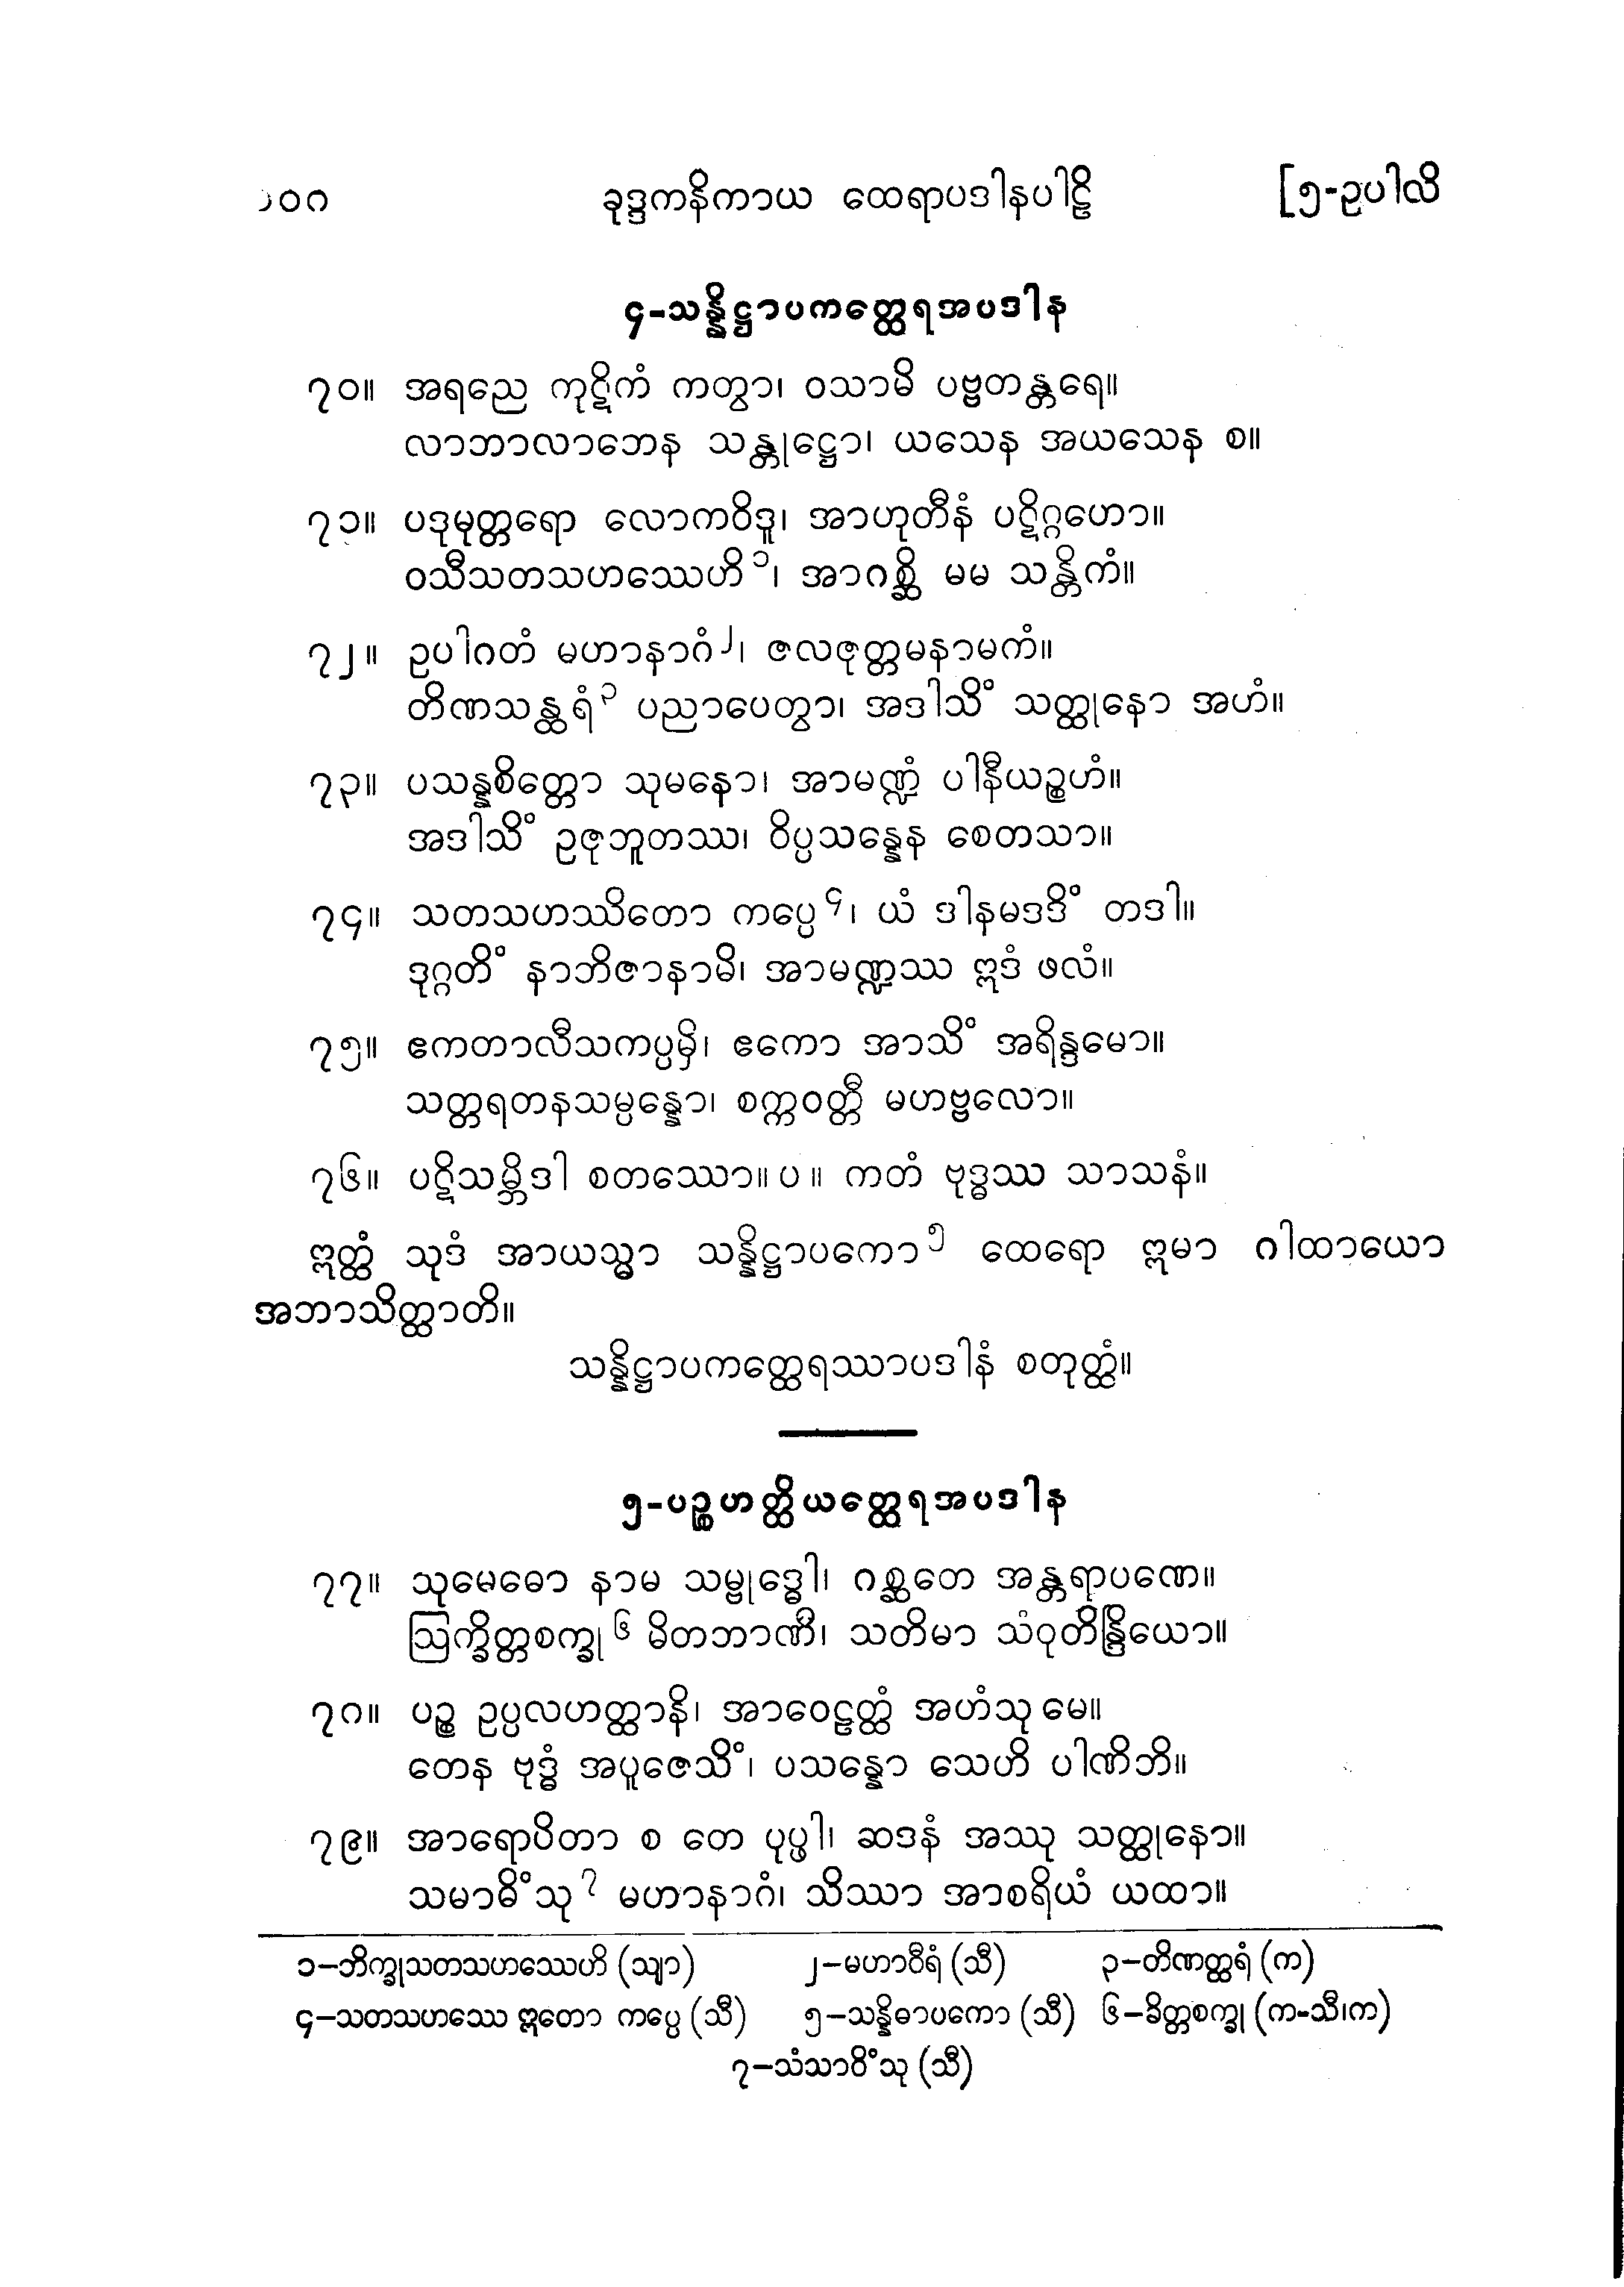 ၁၀၈ ခုဒ္ဒကနိကာယ ထေရာပဒါနပါဠိ [၅-ဥပါလိ
၄-သန္နိဋ္ဌာပကတ္ထေရအပဒါန
၇၀။ အရညေ ကုဋိကံ ကတွာ၊ ဝသာမိ ပဗ္ဗတန္တရေ။
လာဘာလာဘေန သန္တုဋ္ဌော၊ ယသေန အယသေန စ။
၇၁။ ပဒုမုတ္တရော လောကဝိဒူ၊ အာဟုတီနံ ပဋိဂ္ဂဟော။
ဝသီသတသဟဿေဟိ၁၊ အာဂစ္ဆိ မမ သန္တိကံ။
၇၂။ ဥပါဂတံ မဟာနာဂံ၂၊ ဇလဇုတ္တမနာမကံ။
တိဏသန္ထရံ၃ ပညာပေတွာ၊ အဒါသိံ သတ္ထုနော အဟံ။
၇၃။ ပသန္နစိတ္တော သုမနော၊ အာမဏ္ဍံ ပါနီယဉ္စဟံ။
အဒါသိံ ဥဇုဘူတဿ၊ ဝိပ္ပသန္နေန စေတသာ။
၇၄။ သတသဟဿိတော ကပ္ပေ၄၊ ယံ ဒါနမဒဒိံ တဒါ။
ဒုဂ္ဂတိံ နာဘိဇာနာမိ၊ အာမဏ္ဍဿ ဣဒံ ဖလံ။
၇၅။ ဧကတာလီသကပ္ပမှိ၊ ဧကော အာသိံ အရိန္ဒမော။
သတ္တရတနသမ္ပန္နော၊ စက္ကဝတ္တီ မဟဗ္ဗလော။
၇၆။ ပဋိသမ္ဘိဒါ စတဿော။ ပ ။ ကတံ ဗုဒ္ဓဿ သာသနံ။
ဣတ္ထံ သုဒံ အာယသ္မာ သန္နိဋ္ဌာပကော၅ ထေရော ဣမာ ဂါထာယော
အဘာသိတ္ထာတိ။
သန္နိဋ္ဌာပကတ္ထေရဿာပဒါနံ စတုတ္ထံ။
၅-ပဉ္စဟတ္ထိယတ္ထေရအပဒါန
၇၇။ သုမေဓော နာမ သမ္ဗုဒ္ဓေါ၊ ဂစ္ဆတေ အန္တရာပဏေ။
ဩက္ခိတ္တစက္ခု၆ မိတဘာဏီ၊ သတိမာ သံဝုတိန္ဒြိယော။
၇၈။ ပဉ္စ ဥပ္ပလဟတ္ထာနိ၊ အာဝေဠတ္ထံ အဟံသု မေ။
တေန ဗုဒ္ဓံ အပူဇေသိံ၊ ပသန္နော သေဟိ ပါဏိဘိ။
၇၉။ အာရောပိတာ စ တေ ပုပ္ဖါ၊ ဆဒနံ အဿု သတ္ထုနော။
သမာဓိံသု၇ မဟာနာဂံ၊ သိဿာ အာစရိယံ ယထာ။
၁–ဘိက္ခုသတသဟဿေဟိ (သျာ) ၂–မဟာဝီရံ (သီ) ၃–တိဏတ္ထရံ (က)
၄–သတသဟဿေ ဣတော ကပ္ပေ (သီ) ၅–သန္နိဓာပကော (သီ) ၆–ခိတ္တစက္ခု (က-သီ၊က)
၇–သံသာဝိံသု (သီ)